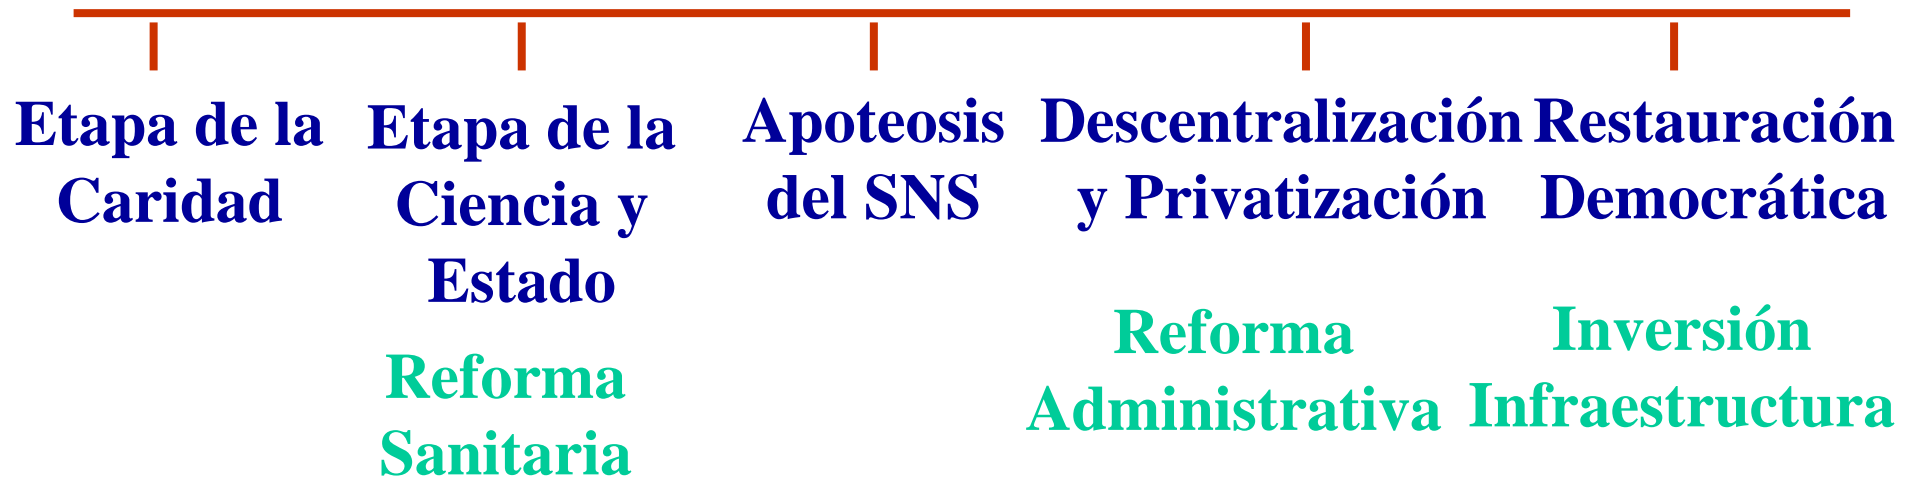 Etapa de la
Caridad
Etapa de la
Ciencia y
Estado
Reforma
Sanitaria
Apoteosis
del SNS
Descentralización
y Privatización
Reforma
Administrativa
Restauración
Democrática
Inversión
Infraestructura